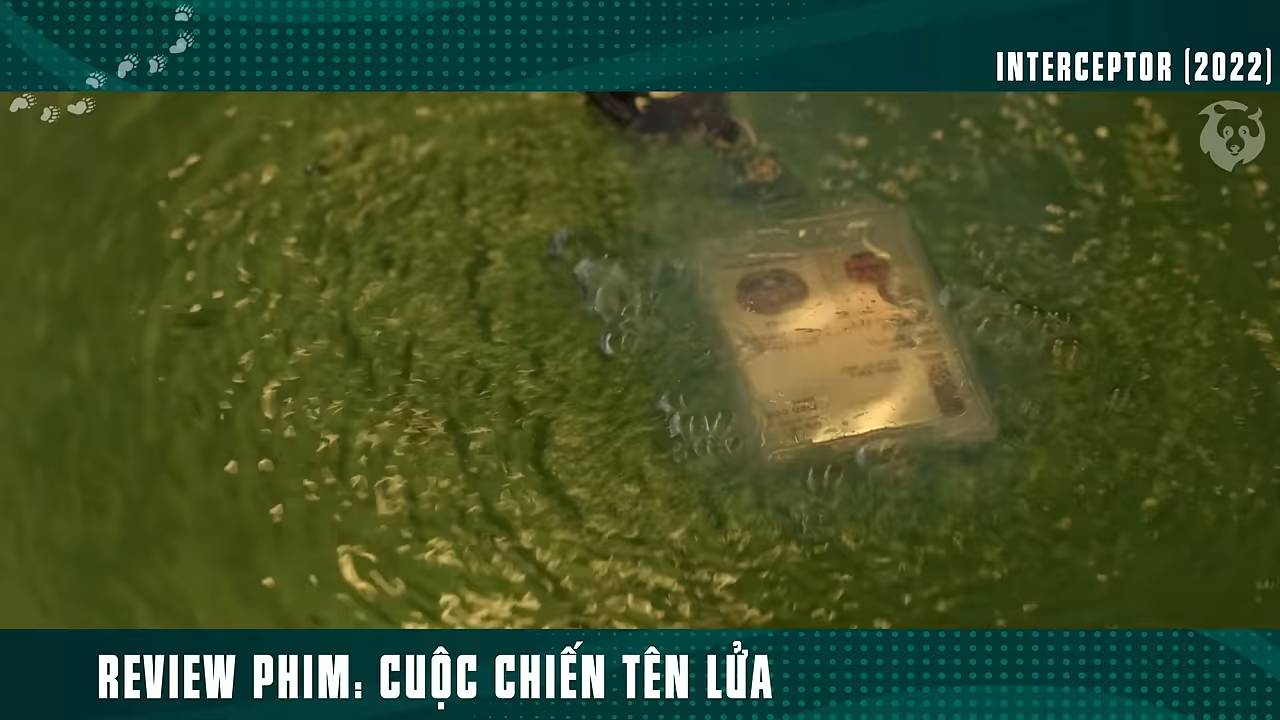 INTERCEPTOR (2022)
REVIEW PHIM: CUỘC CHIẾN TÊN LỬA